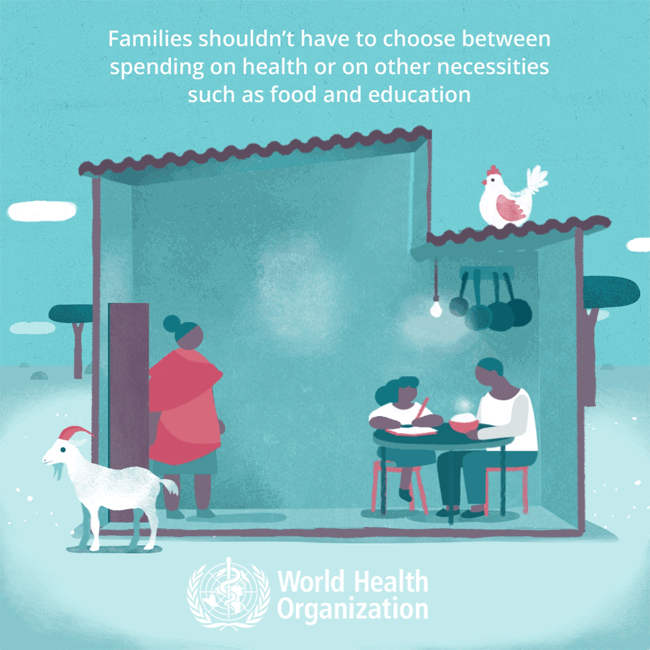 Families shouldn’t have to choose between
spending on health or on other necessities
such as food and education
World Health
Organization